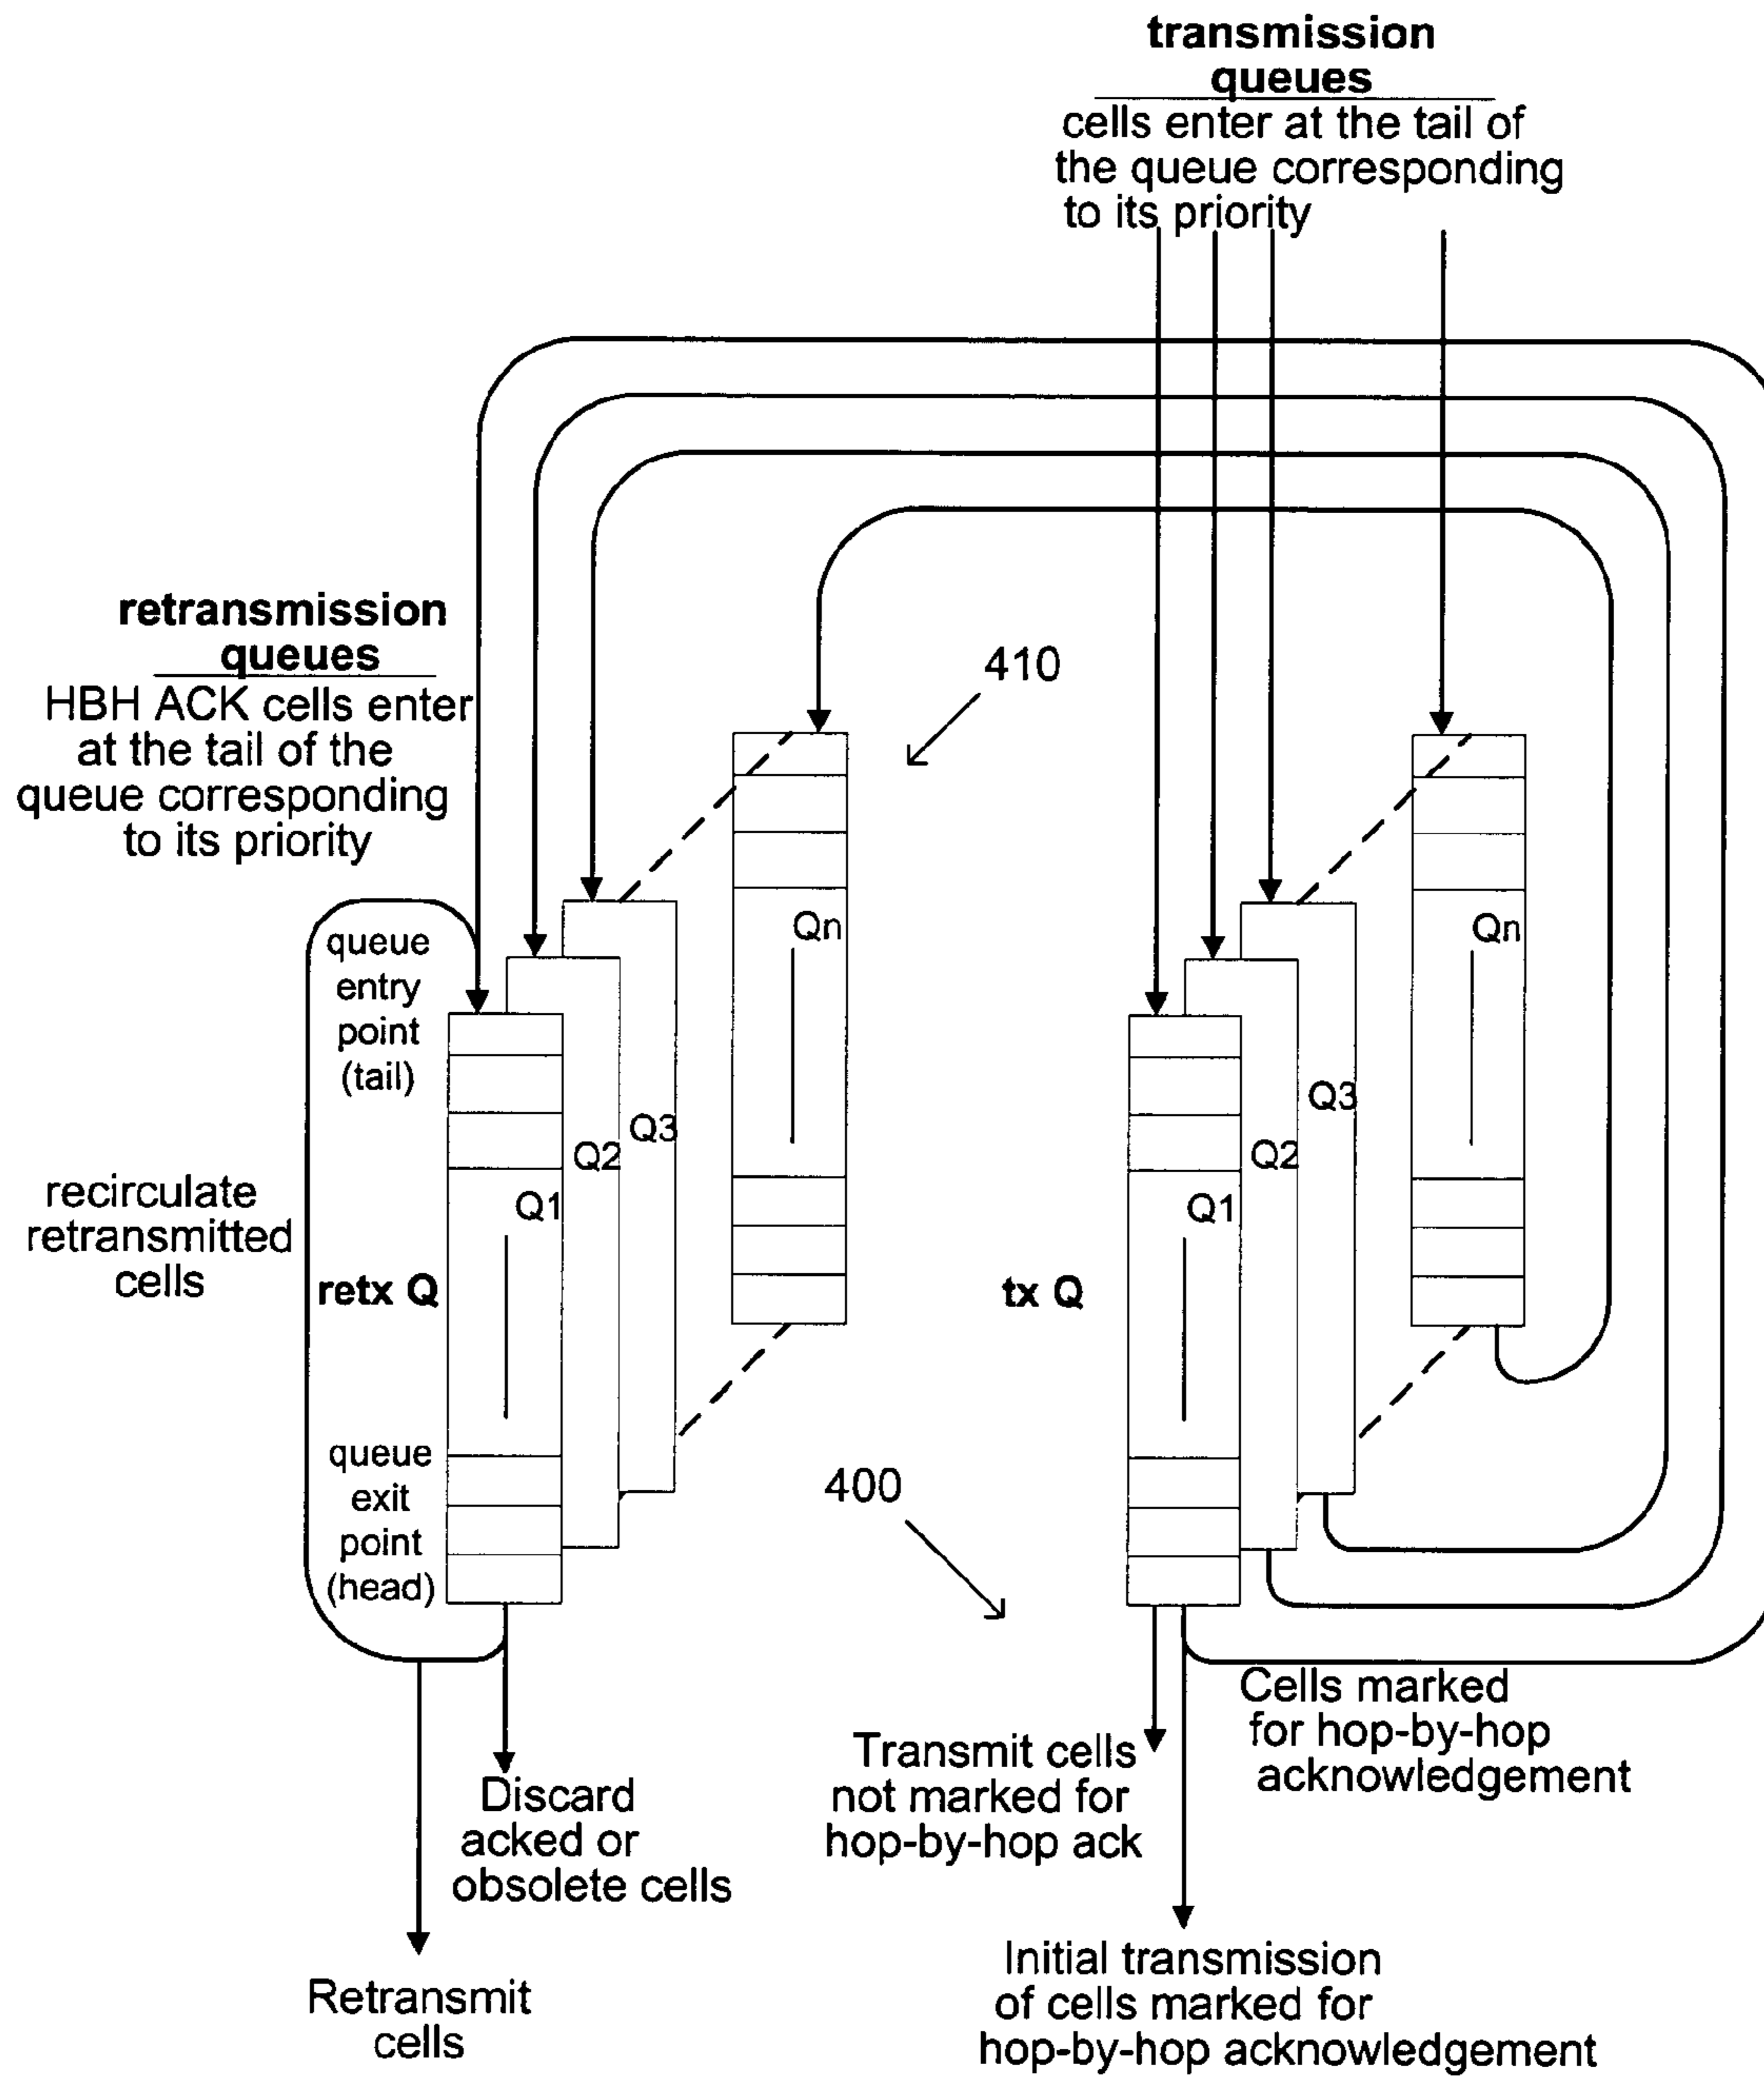 transmission
queues
cells enter at the tail of
the queue corresponding
to its priority
retransmission
queues
HBH ACK cells enter
at the tail of the
queue corresponding
to its priority
410
queue
entry
point
(tail)
Qn
Qn
Q3
Q3
Q2
Q2
Q1
Q1
recirculate
retransmitted
cells
retx Q
tx Q
queue
exit
point
(head)
400
Cells marked
for hop-by-hop
acknowledgement
Transmit cells
not marked for
hop-by-hop ack
Discard
acked or
obsolete cells
Initial transmission
of cells marked for
hop-by-hop acknowledgement
Retransmit
cells